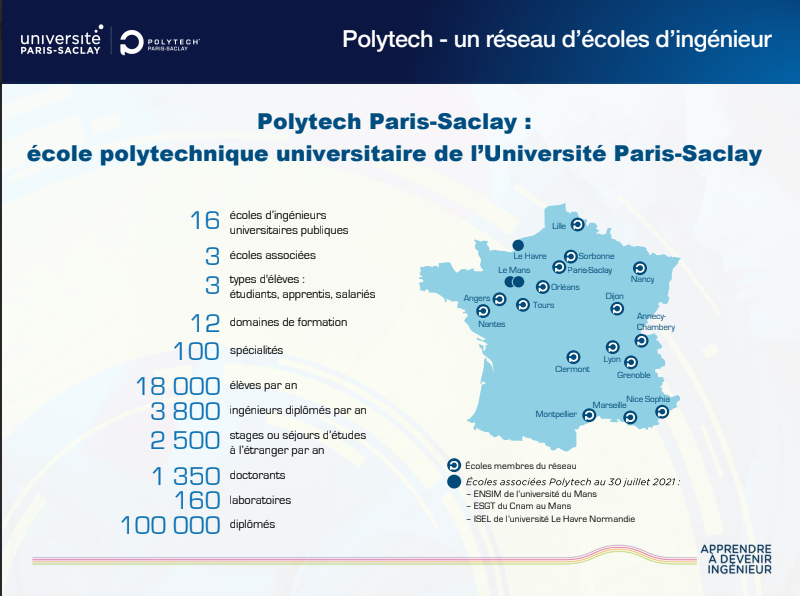 université
PARIS-SACLAY
POLYTECH®
PARIS-SACLAY
Polytech - un réseau d'écoles d'ingénieur
Polytech Paris-Saclay :
école polytechnique universitaire de l'Université Paris-Saclay
16 écoles d'ingénieurs
universitaires publiques
3 écoles associées
3 types d'élèves :
étudiants, apprentis, salariés
12 domaines de formation
100 spécialités
18 000 élèves par an
3 800 ingénieurs diplômés par an
2 500 stages ou séjours d'études
à l'étranger par an
1 350 doctorants
160 laboratoires
100 000 diplômés
Lille
Le Havre
Sorbonne
Le Mans
Paris-Saclay
Nancy
Orléans
Angers
Tours
Dijon
Nantes
Annecy-
Chambery
Lyon
Clermont
Grenoble
Nice Sophia
Marseille
Montpellier
Écoles membres du réseau
Écoles associées Polytech au 30 juillet 2021 :
– ENSIM de l'université du Mans
– ESGT du Cnam au Mans
– ISEL de l'université Le Havre Normandie
APPRENDRE
À DEVENIR
INGÉNIEUR